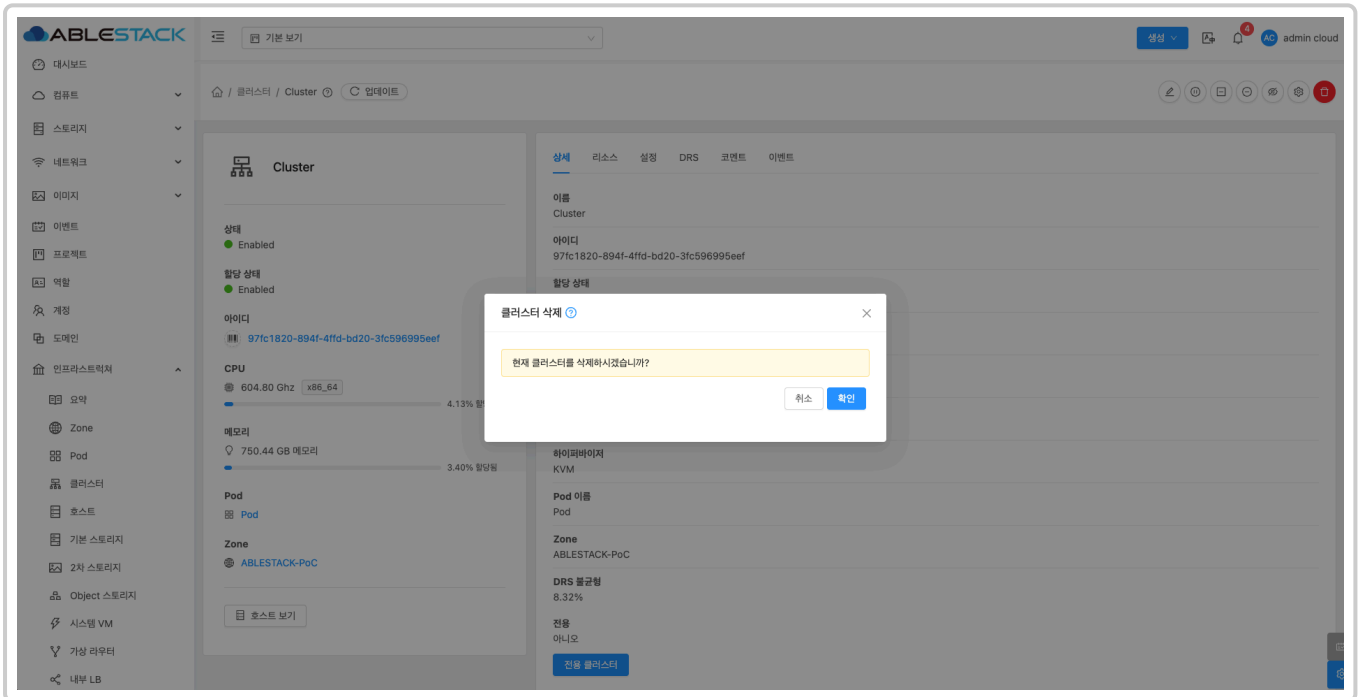 ABLESTACK
기본 보기
생성
4
AC
admin cloud
대시보드
컴퓨트
스토리지
네트워크
이미지
이벤트
프로젝트
역할
계정
도메인
인프라스트럭쳐
요약
Zone
Pod
클러스터
호스트
기본 스토리지
2차 스토리지
Object 스토리지
시스템 VM
가상 라우터
내부 LB
/ 클러스터 / Cluster
업데이트
Cluster
상태
Enabled
할당 상태
Enabled
아이디
97fc1820-894f-4ffd-bd20-3fc596995eef
CPU
604.80 Ghz x86_64
4.13%
메모리
750.44 GB 메모리
3.40% 할당됨
Pod
Pod
Zone
ABLESTACK-PoC
호스트 보기
상세 리소스 설정 DRS 코멘트 이벤트
이름
Cluster
아이디
97fc1820-894f-4ffd-bd20-3fc596995eef
할당 상태
클러스터 삭제
현재 클러스터를 삭제하시겠습니까?
취소 확인
하이퍼바이저
KVM
Pod 이름
Pod
Zone
ABLESTACK-PoC
DRS 불균형
8.32%
전용
아니오
전용 클러스터